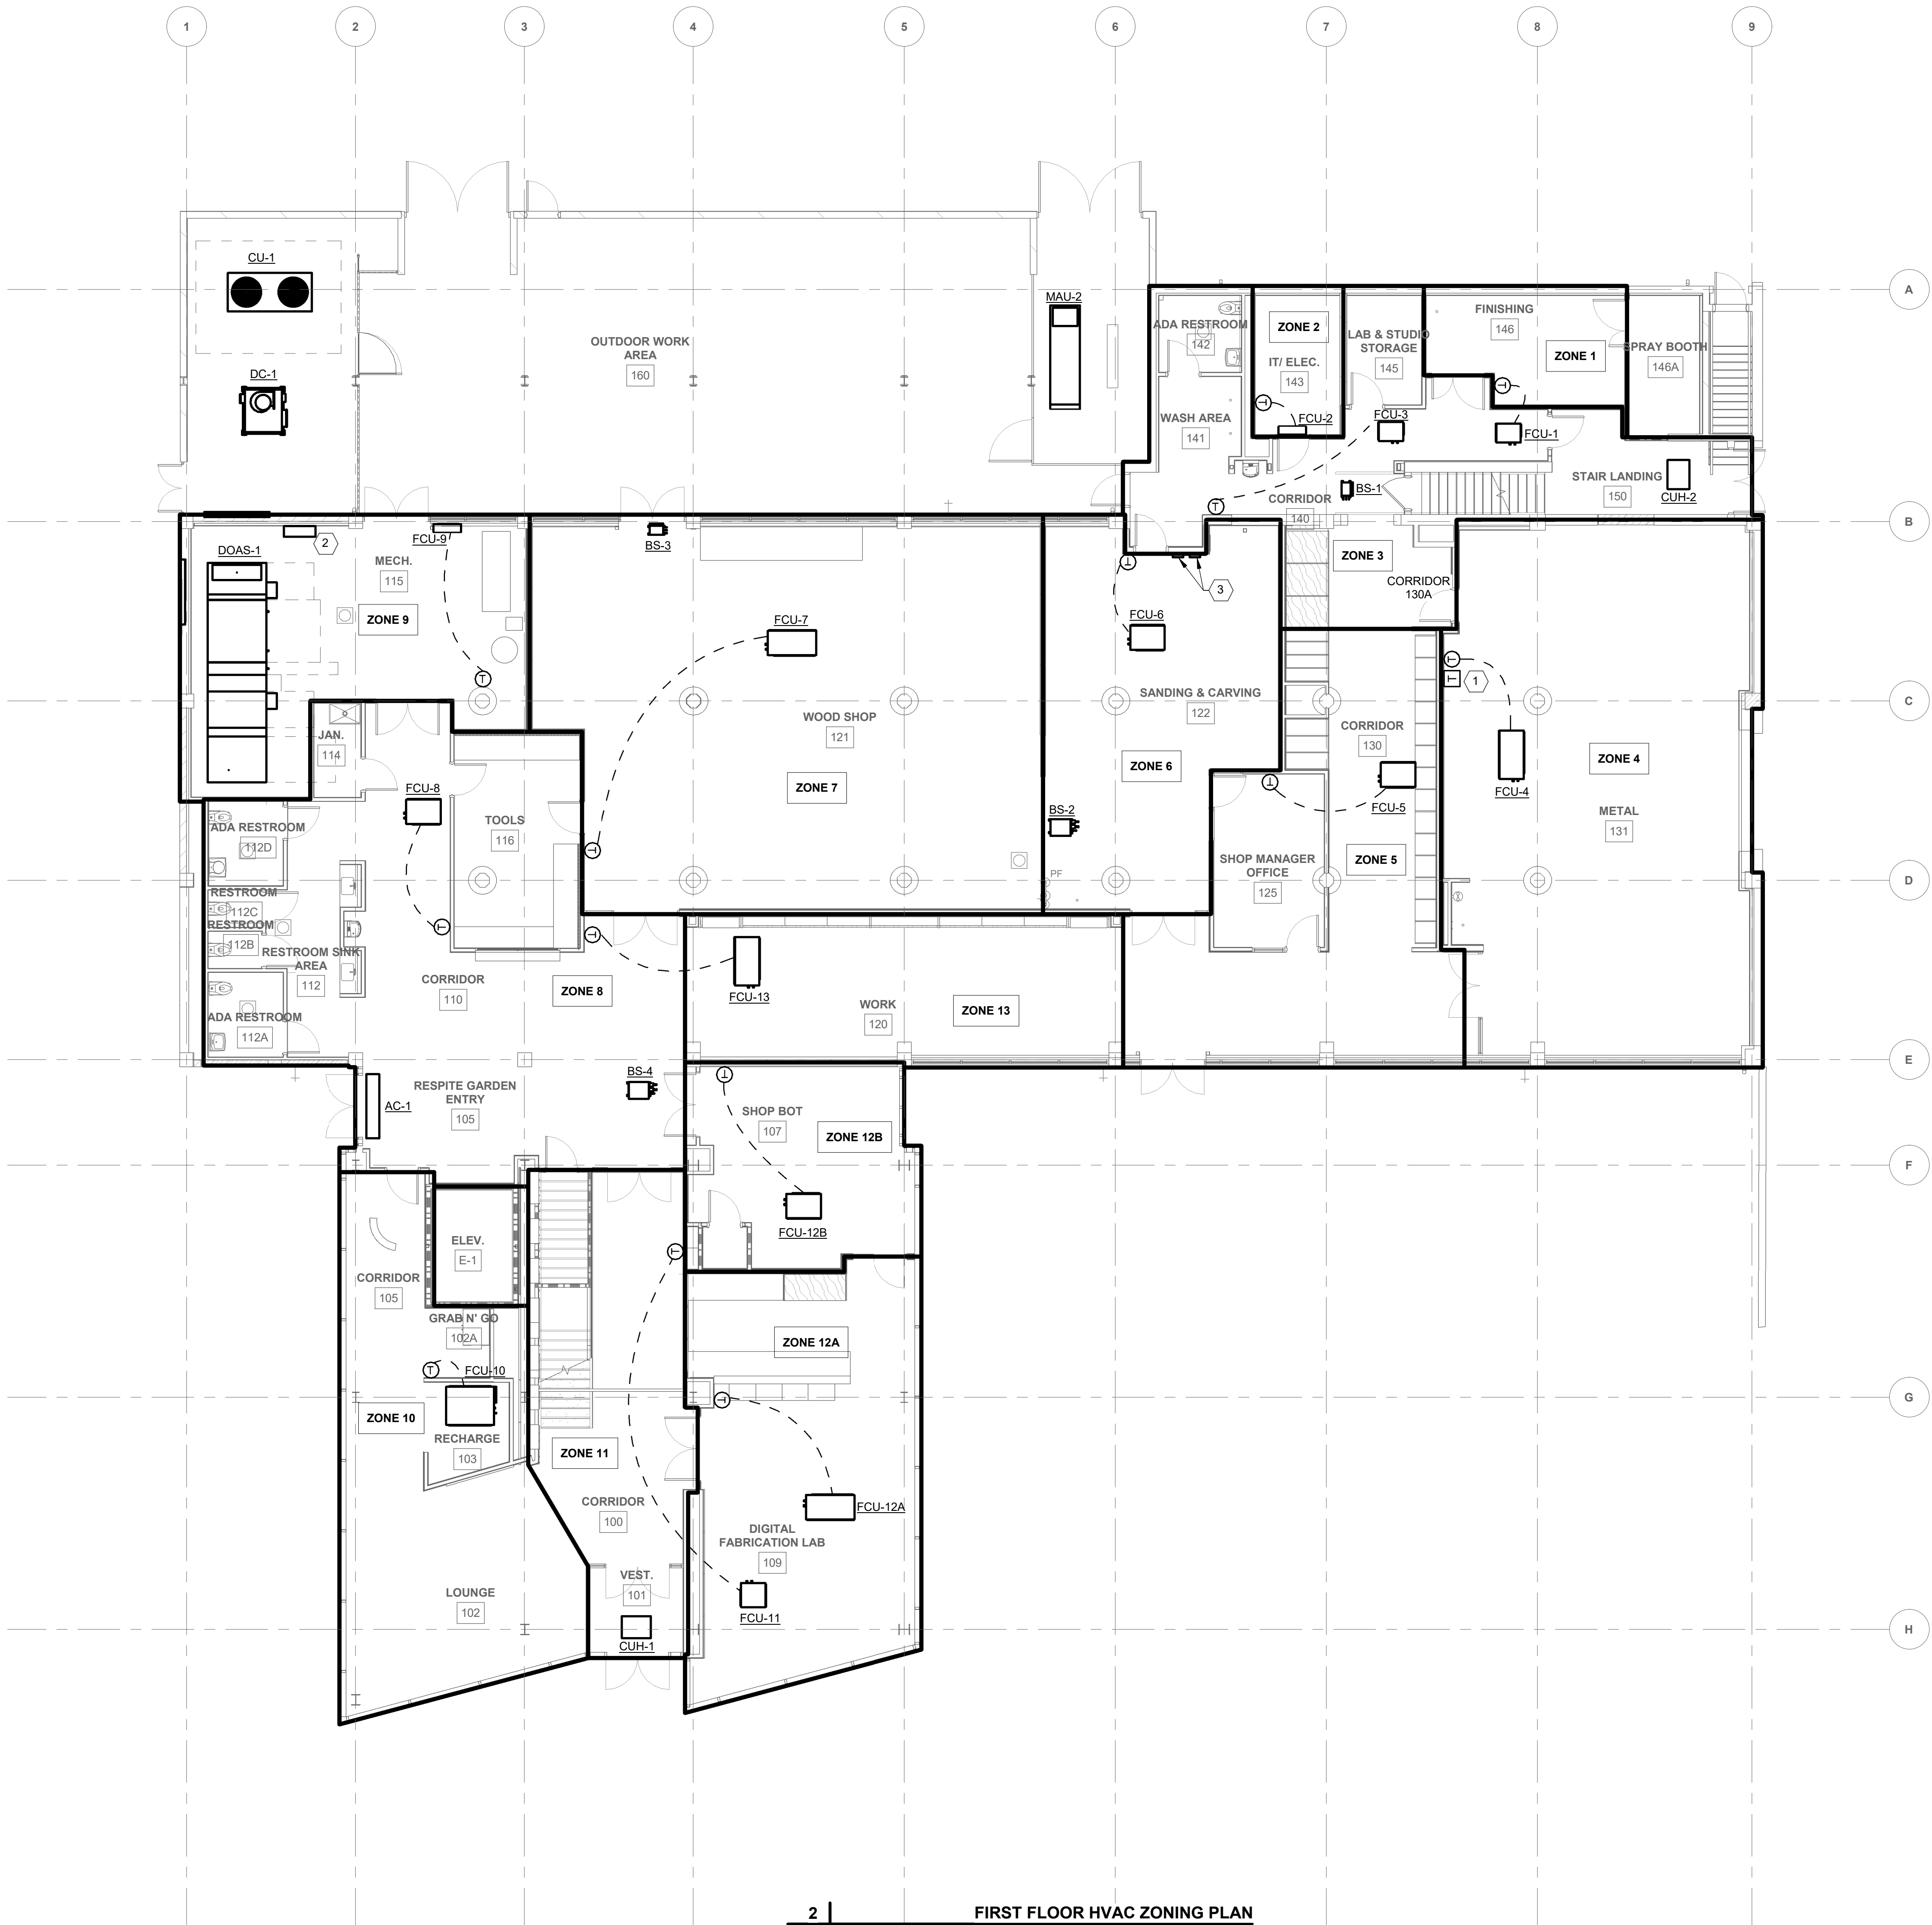 1 2 3 4 5 6 7 8 9
A
CU-1
MAU-2
FINISHING
146
ZONE 1
ADA RESTROOM
142
ZONE 2
LAB & STUDIO
STORAGE
145
SPRAY BOOTH
146A
OUTDOOR WORK
AREA
160
IT/ ELEC.
143
DC-1
T
T
WASH AREA
141
FCU-2
FCU-3
FCU-1
STAIR LANDING
150
CUH-2
BS-1
T
CORRIDOR
140
B
FCU-9
BS-3
2
DOAS-1
MECH.
115
ZONE 9
T
3
ZONE 3
CORRIDOR
130A
FCU-7
FCU-6
T
T
T
1
SANDING & CARVING
122
C
WOOD SHOP
121
CORRIDOR
130
JAN.
114
ZONE 7
ZONE 6
ZONE 4
FCU-8
T
FCU-5
FCU-4
BS-2
METAL
131
TOOLS
116
ADA RESTROOM
112D
T
SHOP MANAGER
OFFICE
125
ZONE 5
PF
D
RESTROOM
112C
RESTROOM
112B
T
T
RESTROOM SINK
AREA
112
CORRIDOR
110
ZONE 8
FCU-13
WORK
120
ZONE 13
ADA RESTROOM
112A
E
BS-4
T
RESPITE GARDEN
ENTRY
105
AC-1
SHOP BOT
107
ZONE 12B
F
FCU-12B
ELEV.
E-1
T
CORRIDOR
105
GRAB N' GO
102A
ZONE 12A
T
FCU-10
T
G
ZONE 10
RECHARGE
103
ZONE 11
CORRIDOR
100
FCU-12A
DIGITAL
FABRICATION LAB
109
VEST.
101
LOUNGE
102
FCU-11
CUH-1
H
2 FIRST FLOOR HVAC ZONING PLAN